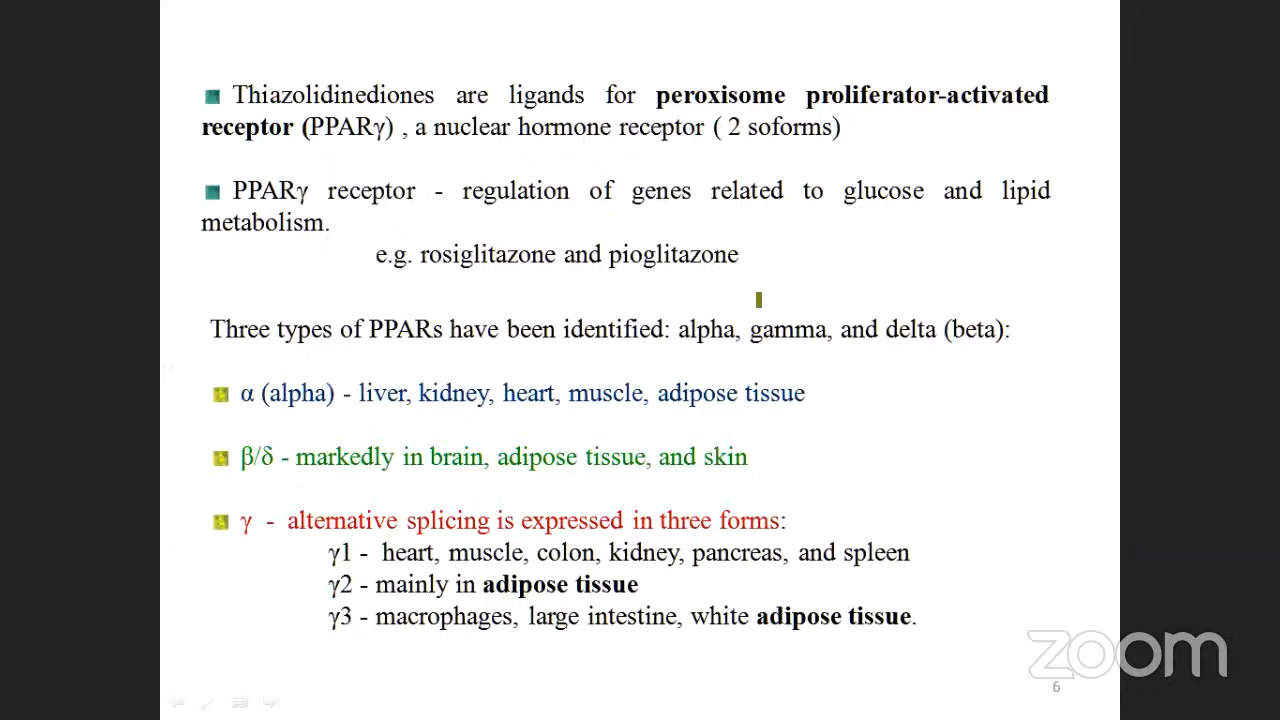 Thiazolidinediones are ligands for peroxisome proliferator-activated
receptor (PPARγ) , a nuclear hormone receptor ( 2 soforms)
PPARγ receptor - regulation of genes related to glucose and lipid
metabolism.
e.g. rosiglitazone and pioglitazone
Three types of PPARs have been identified: alpha, gamma, and delta (beta):
α (alpha) - liver, kidney, heart, muscle, adipose tissue
β/δ - markedly in brain, adipose tissue, and skin
γ - alternative splicing is expressed in three forms:
γ1 - heart, muscle, colon, kidney, pancreas, and spleen
γ2 - mainly in adipose tissue
γ3 - macrophages, large intestine, white adipose tissue.
zoom
6